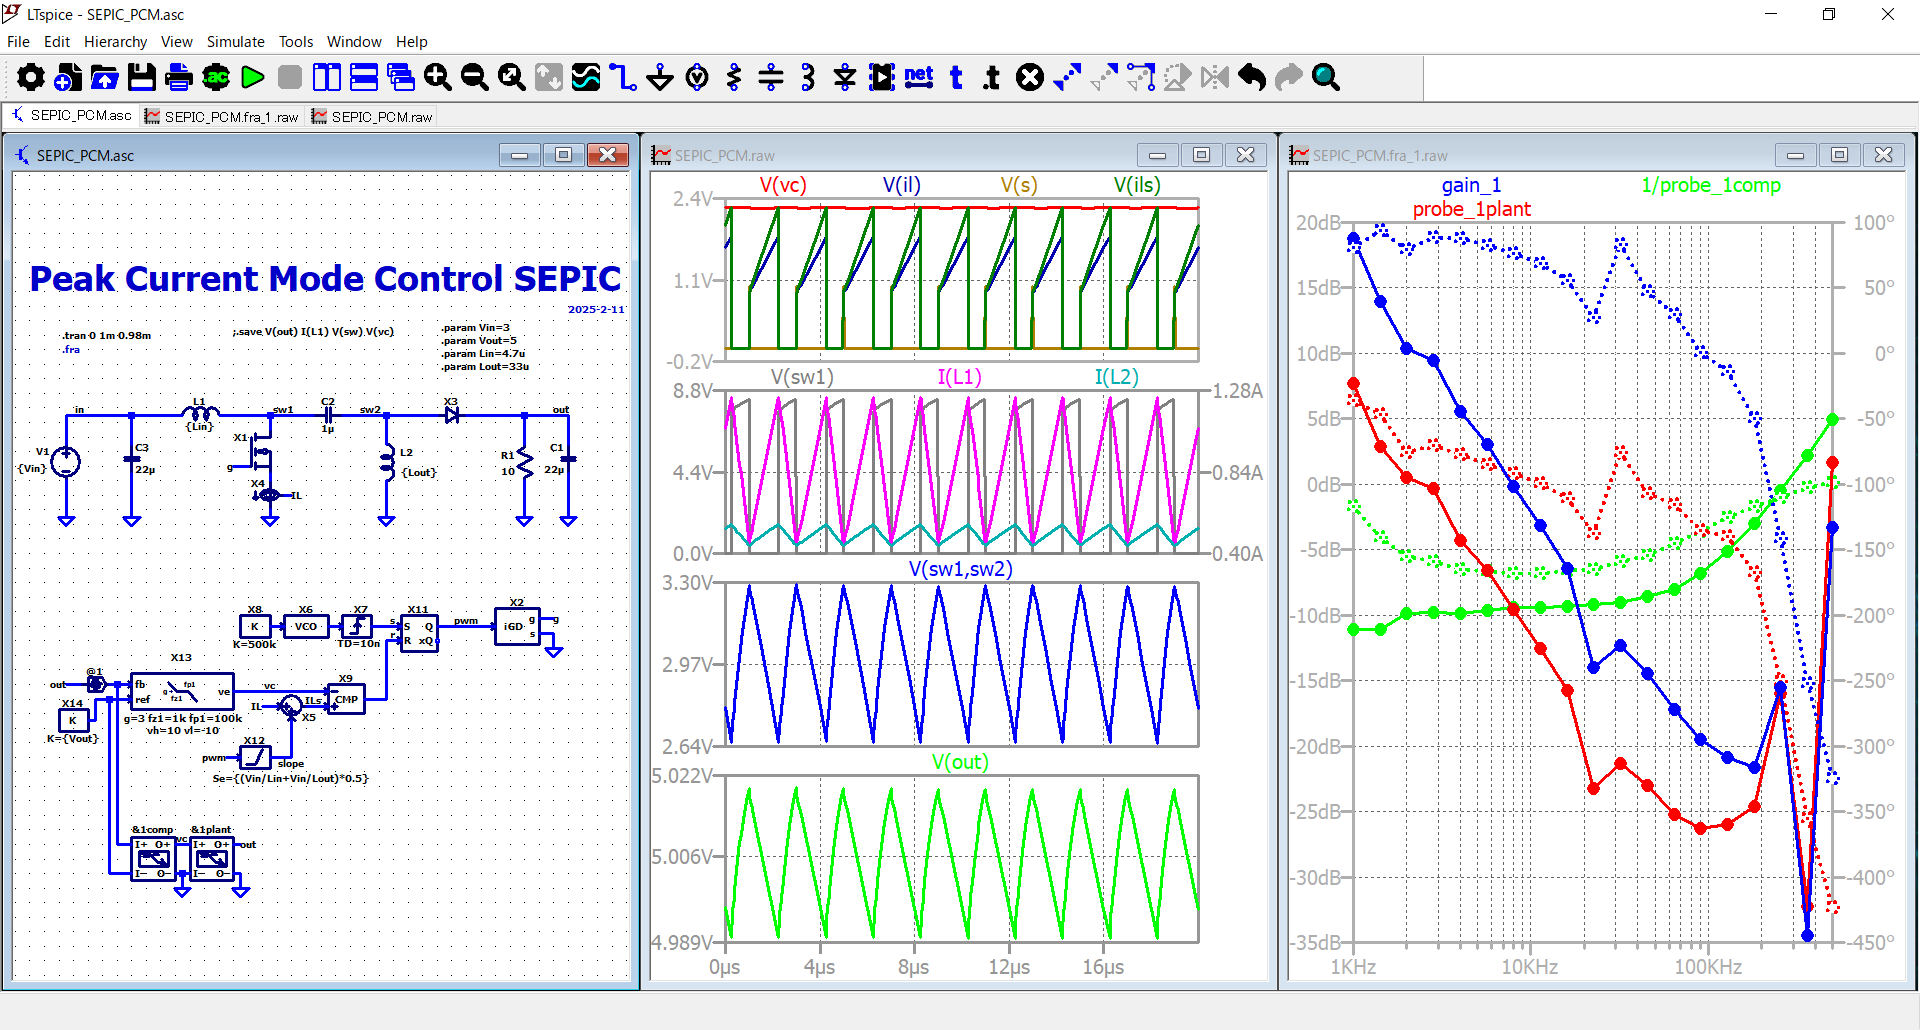 LTspice - SEPIC_PCM.asc
File Edit Hierarchy View Simulate Tools Window Help
.ac
net t .t
SEPIC_PCM.asc SEPIC_PCM.fra_1.raw SEPIC_PCM.raw
SEPIC_PCM.asc
Peak Current Mode Control SEPIC
2025-2-11
.tran 0 1m 0.98m
.fra
;.save V(out) I(L1) V(sw) V(vc)
.param Vin=3
.param Vout=5
.param Lin=4.7u
.param Lout=33u
in
L1
{Lin}
sw1
C2
1µ
sw2
X3
out
V1
{Vin}
C3
22µ
X1
g
X4
IL
L2
{Lout}
R1
10
C1
22µ
X8
K
K=500k
X6
VCO
X7
TD=10n
X11
s
r
S Q
R xQ
pwm
X2
iGD
g
s
g
X13
out
@1
fb
ref
g
fp1
fz1
ve
vc
g=3 fz1=1k fp1=100k
vh=10 vl=-10
X14
K
K={Vout}
IL
ILs
X5
X9
CMP
X12
pwm
slope
Se={(Vin/Lin+Vin/Lout)*0.5}
&1comp
I+ O+
I− O−
vc
&1plant
I+ O+
I− O−
out
SEPIC_PCM.raw
V(vc) V(il) V(s) V(ils)
2.4V
1.1V
-0.2V
V(sw1) I(L1) I(L2)
8.8V 1.28A
4.4V 0.84A
0.0V 0.40A
V(sw1,sw2)
3.30V
2.97V
2.64V
V(out)
5.022V
5.006V
4.989V
0µs 4µs 8µs 12µs 16µs
SEPIC_PCM.fra_1.raw
gain_1 1/probe_1comp
probe_1plant
20dB 100°
15dB 50°
10dB 0°
5dB -50°
0dB -100°
-5dB -150°
-10dB -200°
-15dB -250°
-20dB -300°
-25dB -350°
-30dB -400°
-35dB -450°
1KHz 10KHz 100KHz